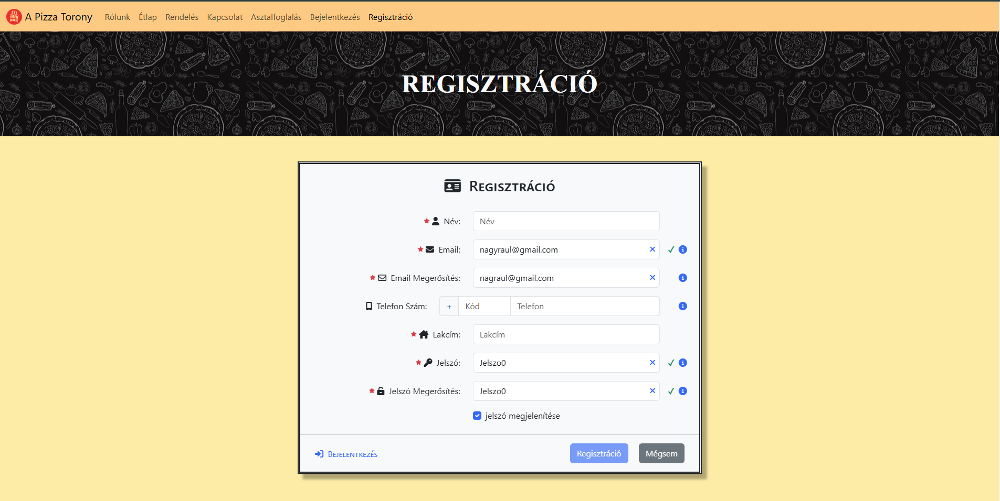 A Pizza Torony Rólunk Étlap Rendelés Kapcsolat Asztalfoglalás Bejelentkezés Regisztráció
REGISZTRÁCIÓ
Regisztráció
Név: Név
Email: nagyraul@gmail.com
Email Megerősítés: nagraul@gmail.com
Telefon Szám: + Kód Telefon
Lakcím: Lakcím
Jelszó: Jelszo0
Jelszó Megerősítés: Jelszo0
jelszó megjelenítése
Bejelentkezés Regisztráció Mégsem